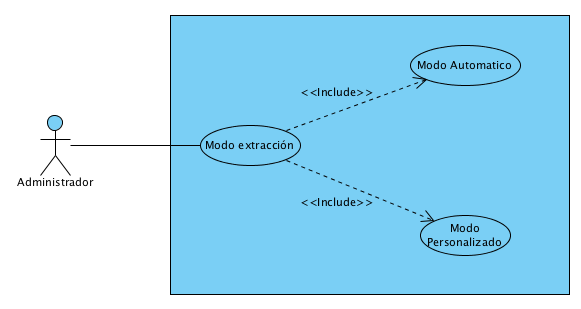 Modo Automatico
<<Include>>
Modo extracción
Administrador
<<Include>>
Modo
Personalizado